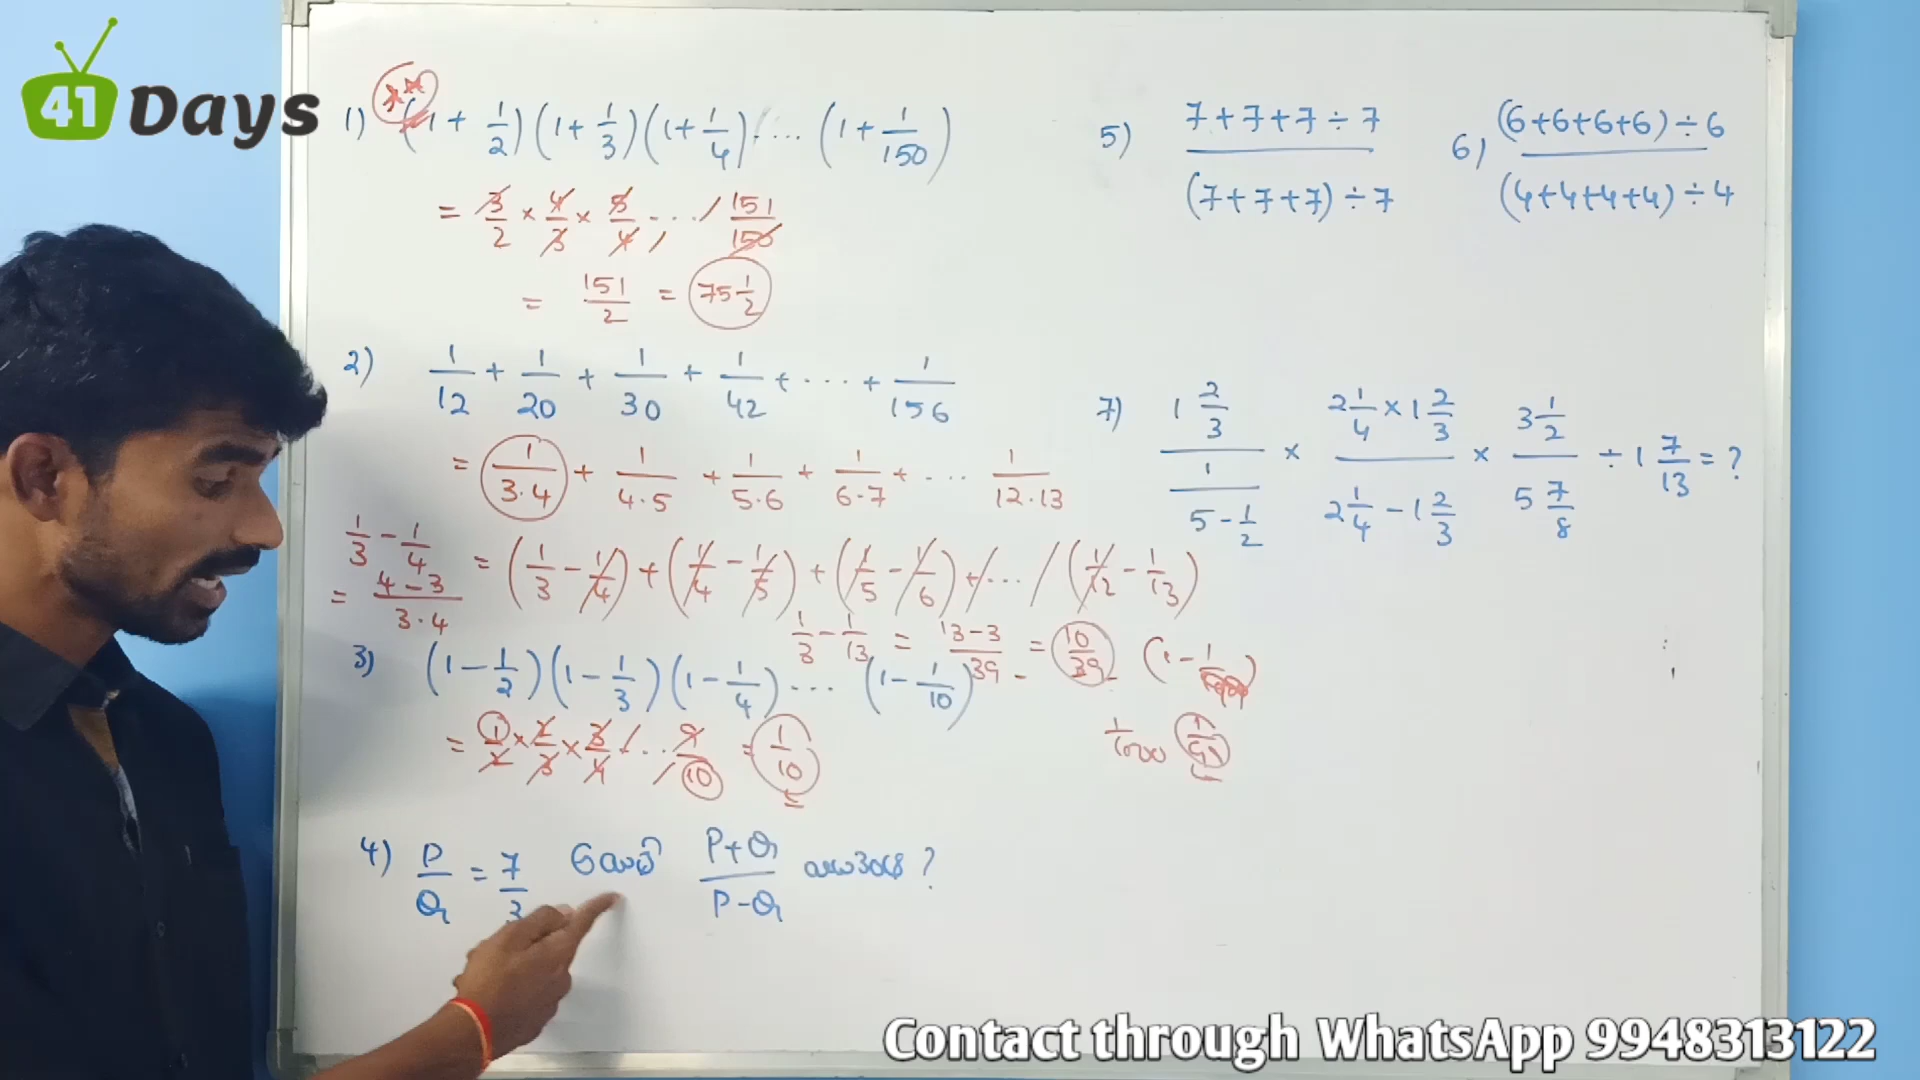 41 Days
1) ** (1 + 1/2)(1 + 1/3)(1 + 1/4) .... (1 + 1/150)
= 3/2 × 4/3 × 5/4 ... 151/150
= 151/2 = 75 1/2
2) 1/12 + 1/20 + 1/30 + 1/42 + ... + 1/156
= 1/3·4 + 1/4·5 + 1/5·6 + 1/6·7 + ... 1/12·13
1/3 - 1/4
= 4-3/3·4
= (1/3 - 1/4) + (1/4 - 1/5) + (1/5 - 1/6) + ... (1/12 - 1/13)
1/3 - 1/13 = 13-3/39 = 10/39
3) (1 - 1/2)(1 - 1/3)(1 - 1/4) ... (1 - 1/10)
= 1/2 × 2/3 × 3/4 ... 9/10 = 1/10
4) P/Q = 7/3 P+Q/P-Q ?
5) 7+7+7÷7/(7+7+7)÷7
6) (6+6+6+6)÷6/(4+4+4+4)÷4
7) 1 2/3/1/5-1/2 × 2 1/4 × 1 2/3/2 1/4 - 1 2/3 × 3 1/2/5 7/8 ÷ 1 7/13 = ?
Contact through WhatsApp 9948313122